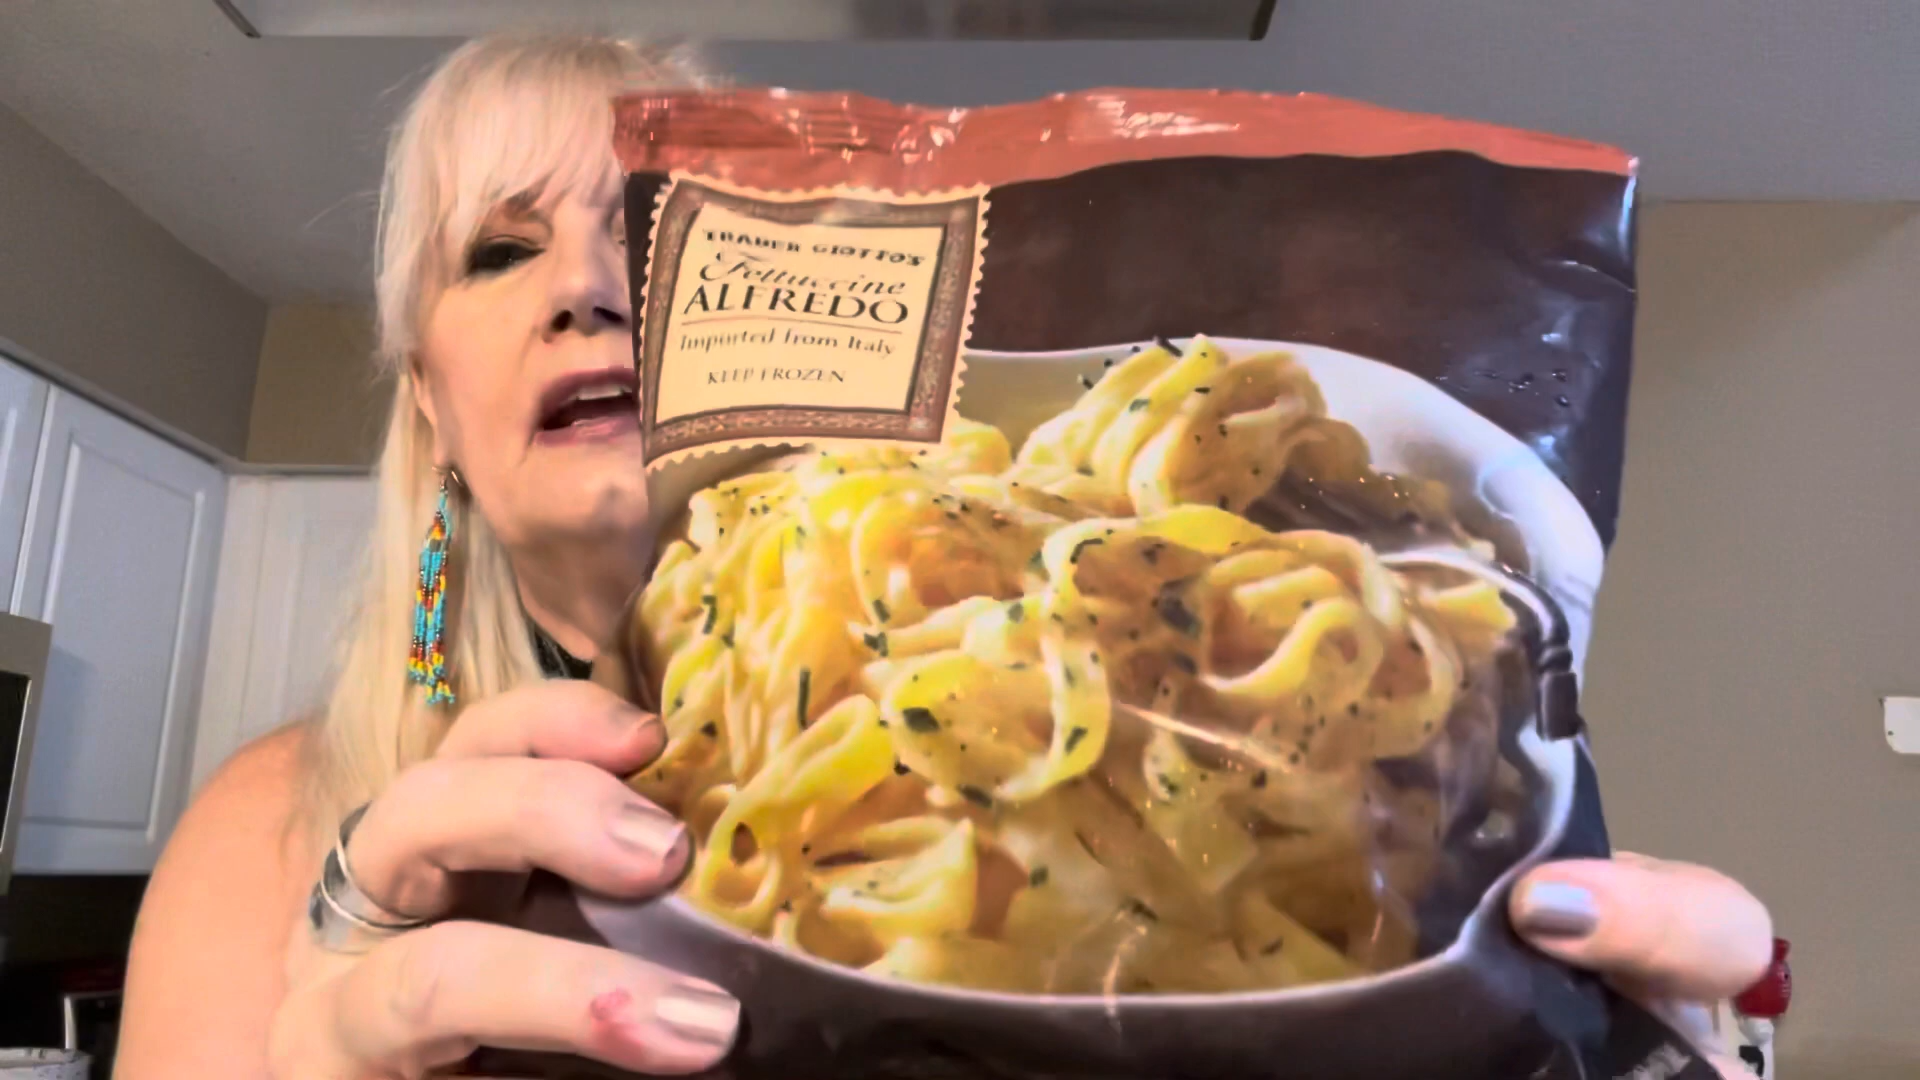 TRADER GIOTTO'S
Fettuccine
ALFREDO
Imported from Italy
KEEP FROZEN